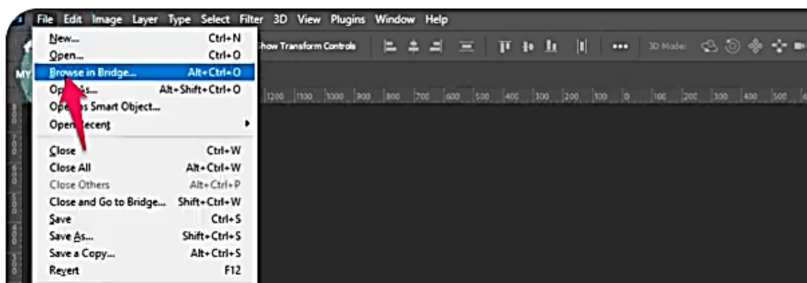 File Edit Image Layer Type Select Filter 3D View Plugins Window Help
New... Ctrl+N
Open... Ctrl+O
how Transform Controls
3D Mode:
Browse in Bridge... Alt+Ctrl+O
MY
Alt+Shift+Ctrl+O
Smart Object...
Open Recent
1200 1100 1000 900 800 700 600 500 400 300 200 100 0 100 200 300 400 500
Close Ctrl+W
Close All Alt+Ctrl+W
Close Others Alt+Ctrl+P
Close and Go to Bridge... Shift+Ctrl+W
Save Ctrl+S
Save As... Shift+Ctrl+S
Save a Copy... Alt+Ctrl+S
Revert F12